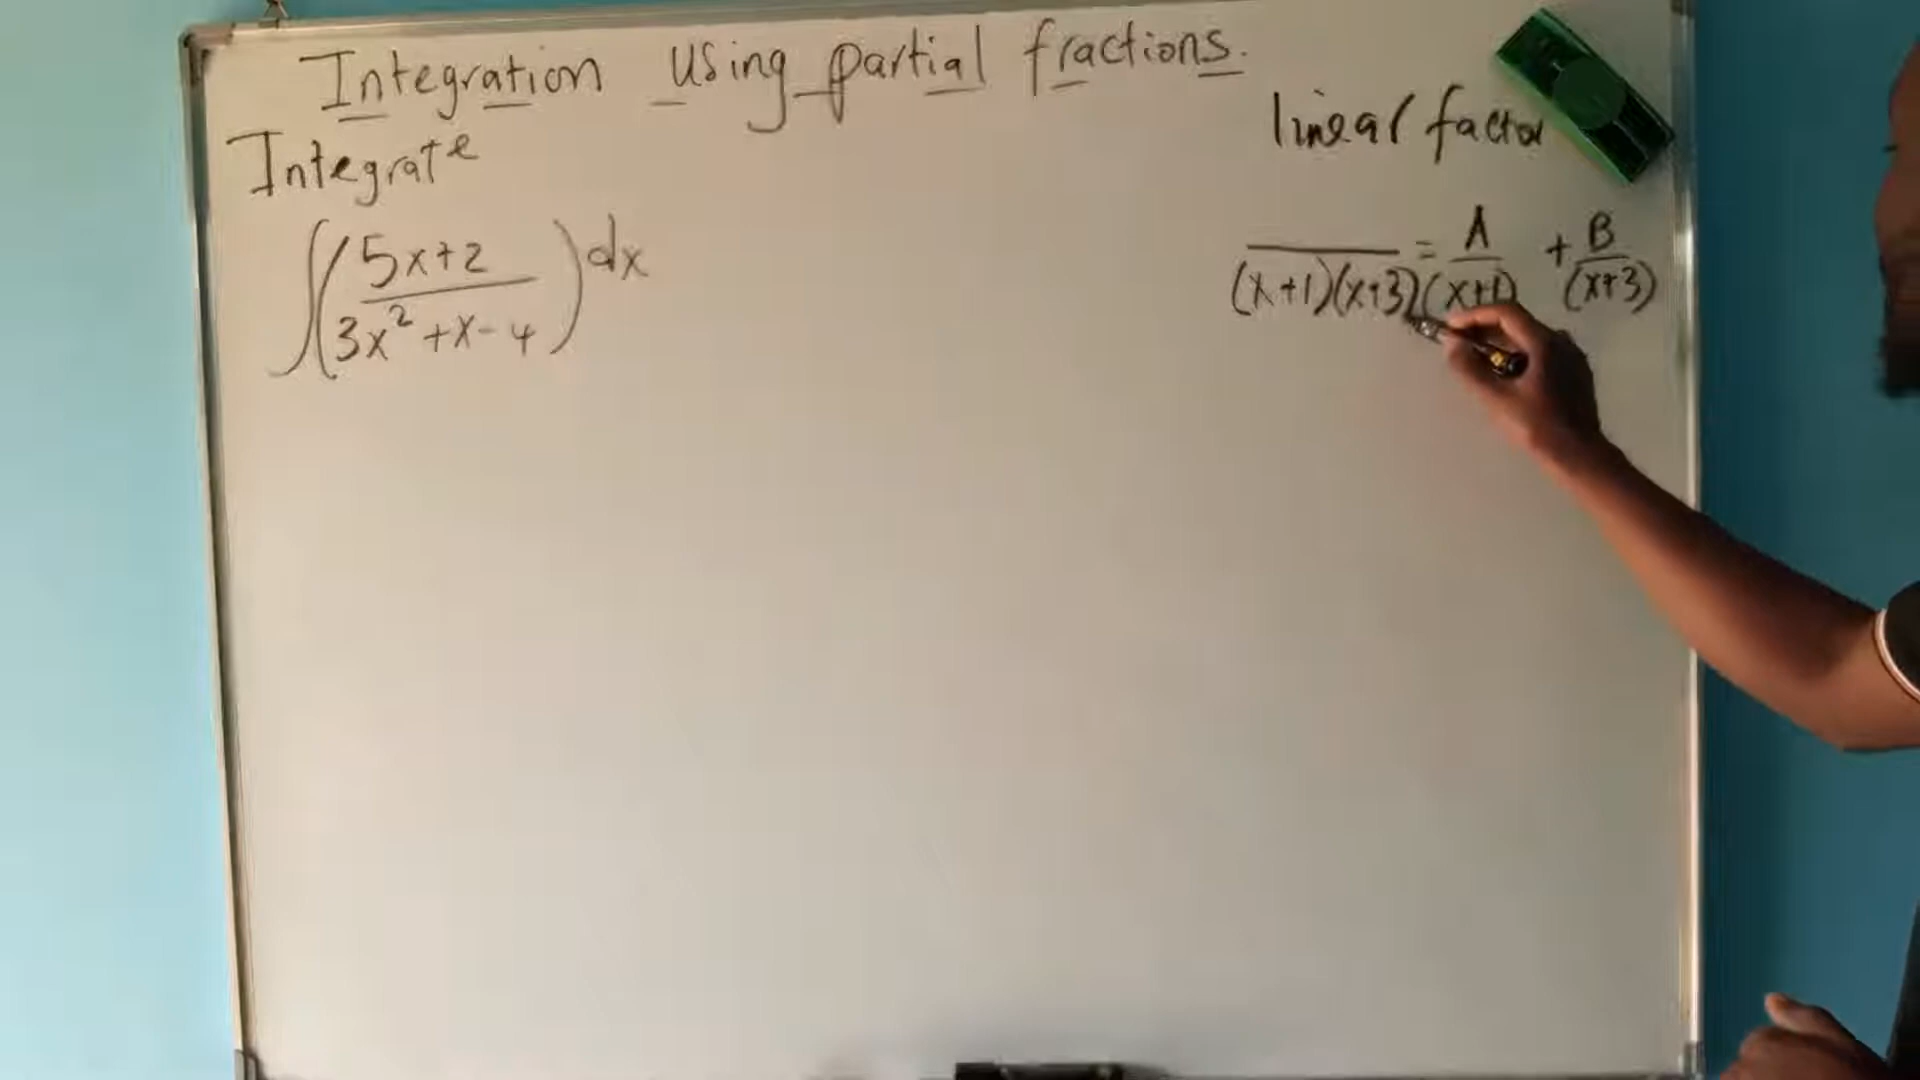 Integration using partial fractions.
Integrate
∫(5x+2/3x²+x-4)dx
linear factor
/(x+1)(x+3) = A/(x+1) + B/(x+3)